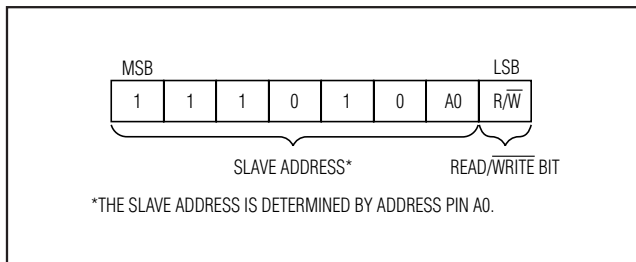 MSB LSB
1 1 1 0 1 0 A0 R/W̅
SLAVE ADDRESS* READ/W̅R̅I̅T̅E̅ BIT
*THE SLAVE ADDRESS IS DETERMINED BY ADDRESS PIN A0.